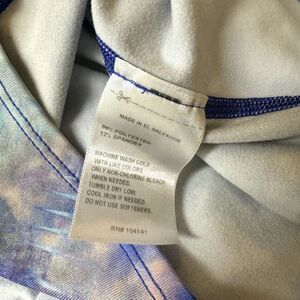 MADE IN EL SALVADOR
88% POLYESTER
12% SPANDEX
MACHINE WASH COLD
WITH LIKE COLORS.
ONLY NON-CHLORINE BLEACH
WHEN NEEDED.
TUMBLE DRY LOW.
COOL IRON IF NEEDED.
DO NOT USE SOFTENERS.
RN# 104141